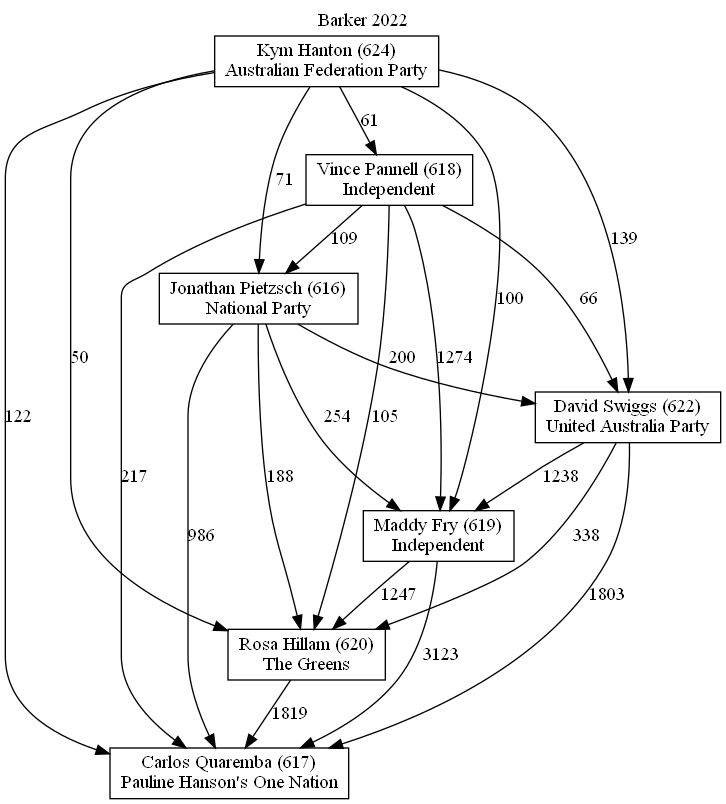 Barker 2022
Kym Hanton (624)
Australian Federation Party
61
Vince Pannell (618)
Independent
71
109
139
Jonathan Pietzsch (616)
National Party
100
66
50
200
1274
David Swiggs (622)
United Australia Party
122
254
105
217
188
1238
Maddy Fry (619)
Independent
986
338
1247
1803
Rosa Hillam (620)
The Greens
3123
1819
Carlos Quaremba (617)
Pauline Hanson's One Nation